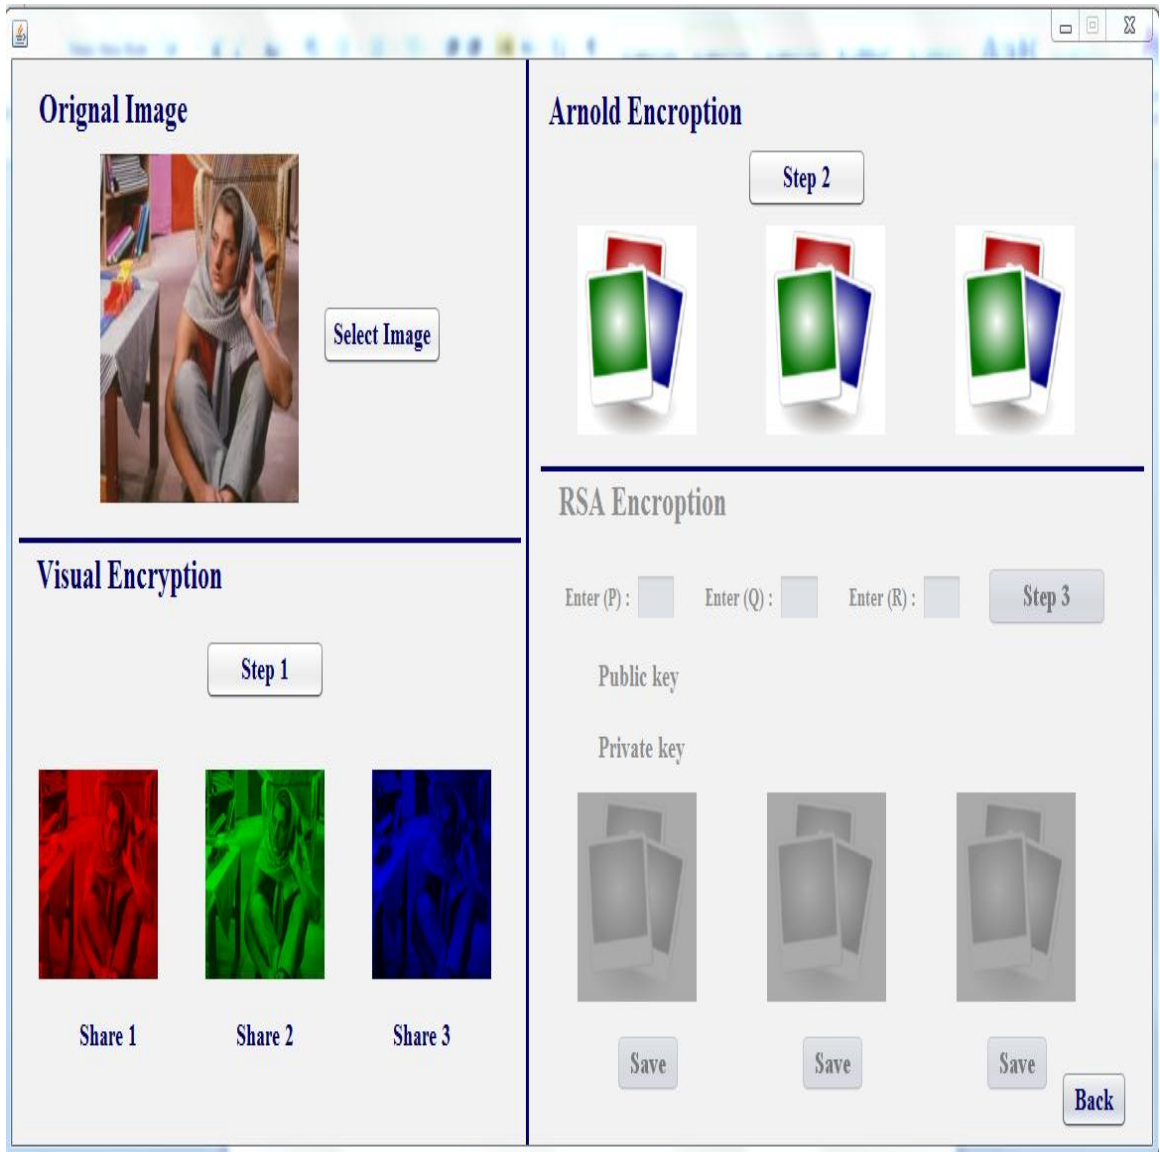 Orignal Image
Select Image
Visual Encryption
Step 1
Share 1 Share 2 Share 3
Arnold Encroption
Step 2
RSA Encroption
Enter (P) : Enter (Q) : Enter (R) : Step 3
Public key
Private key
Save Save Save
Back